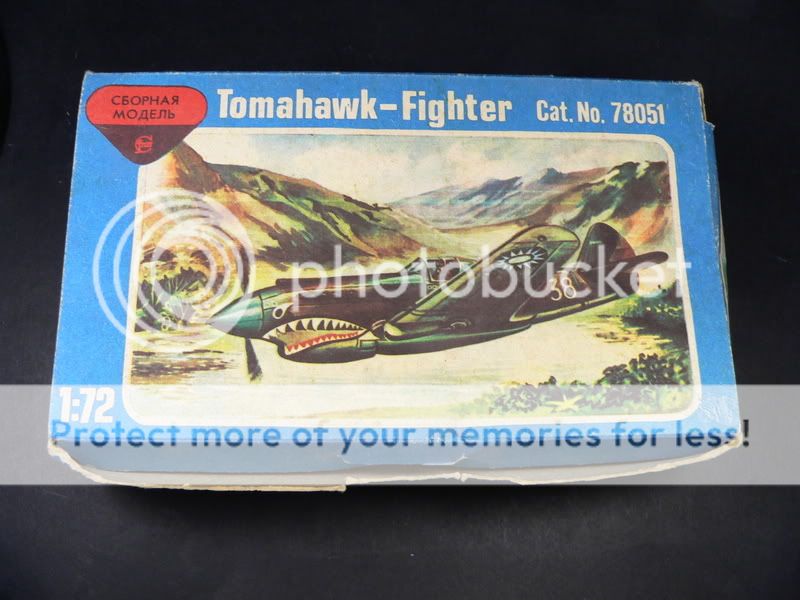 СБОРНАЯ
МОДЕЛЬ
Tomahawk-Fighter Cat. No. 78051
photobucket
38
1:72
Protect more of your memories for less!